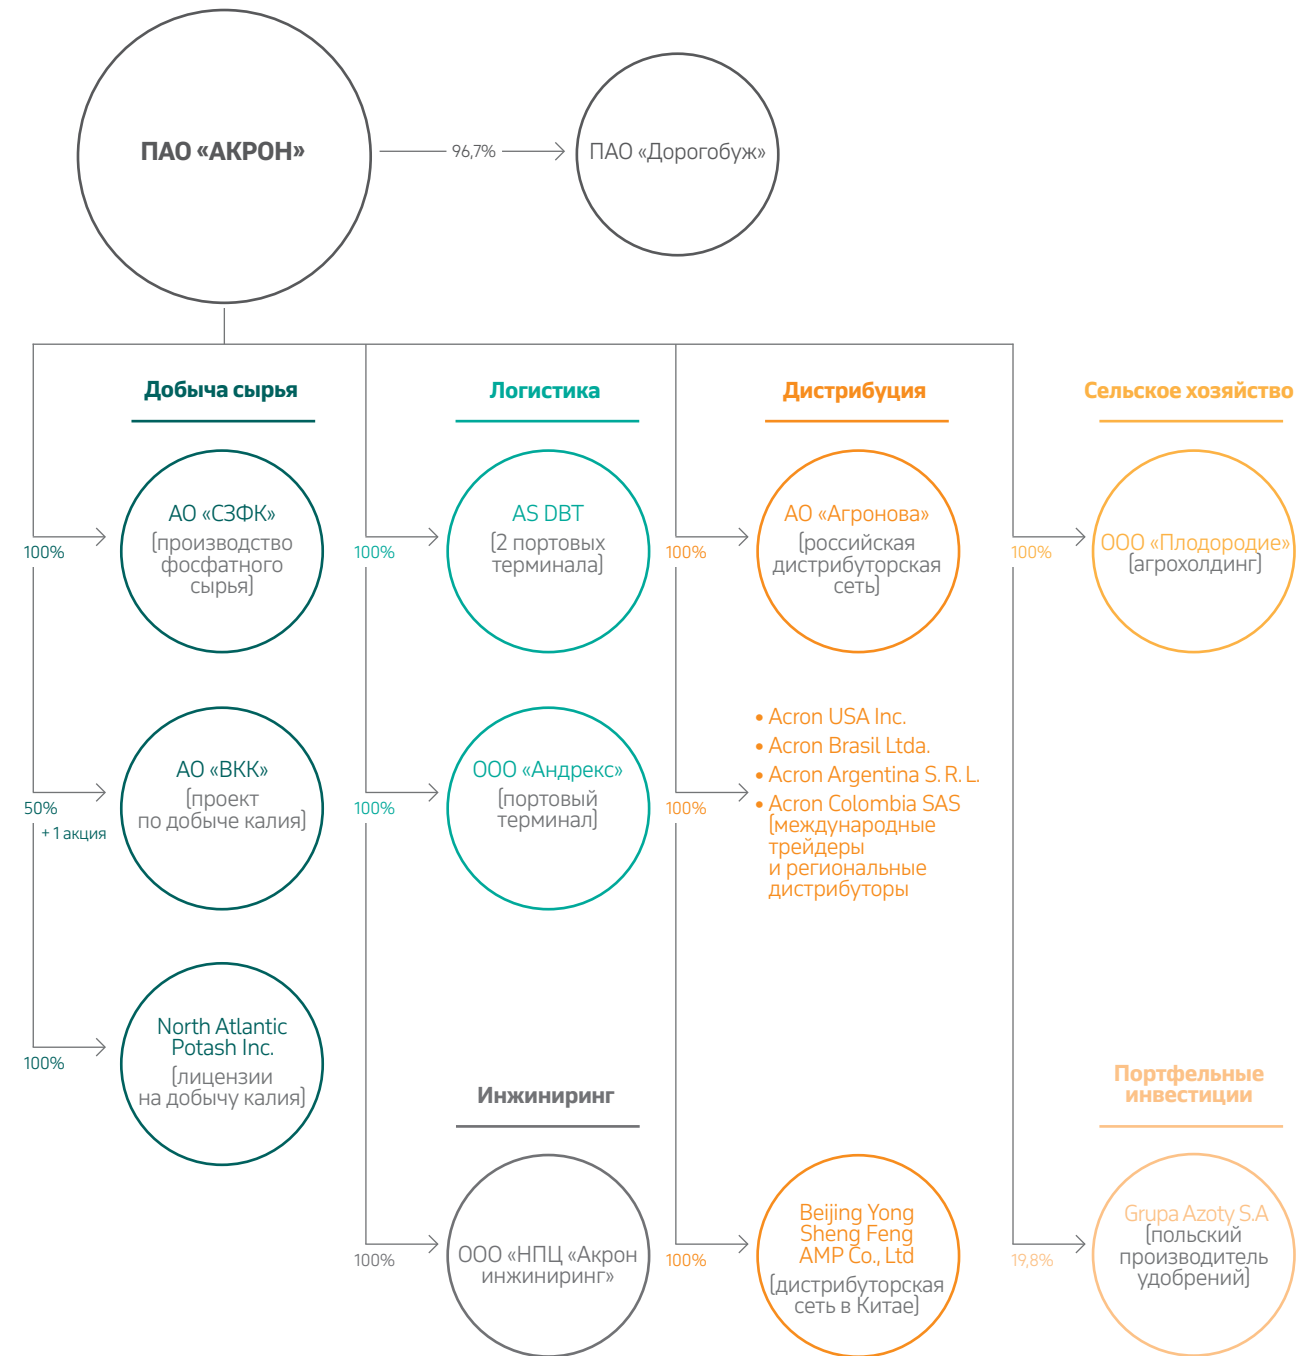 ПАО «АКРОН»
96,7%
ПАО «Дорогобуж»
Добыча сырья
100%
АО «СЗФК»
(производство
фосфатного
сырья)
50%
+ 1 акция
АО «ВКК»
(проект
по добыче калия)
100%
North Atlantic
Potash Inc.
(лицензии
на добычу калия)
Логистика
100%
AS DBT
(2 портовых
терминала)
100%
ООО «Андрекс»
(портовый
терминал)
Инжиниринг
100%
ООО «НПЦ «Акрон
инжиниринг»
Дистрибуция
100%
АО «Агронова»
(российская
дистрибуторская
сеть)
100%
• Acron USA Inc.
• Acron Brasil Ltda.
• Acron Argentina S. R. L.
• Acron Colombia SAS
(международные
трейдеры
и региональные
дистрибуторы
100%
Beijing Yong
Sheng Feng
AMP Co., Ltd
(дистрибуторская
сеть в Китае)
Сельское хозяйство
100%
ООО «Плодородие»
(агрохолдинг)
Портфельные
инвестиции
19,8%
Grupa Azoty S.A
(польский
производитель
удобрений)